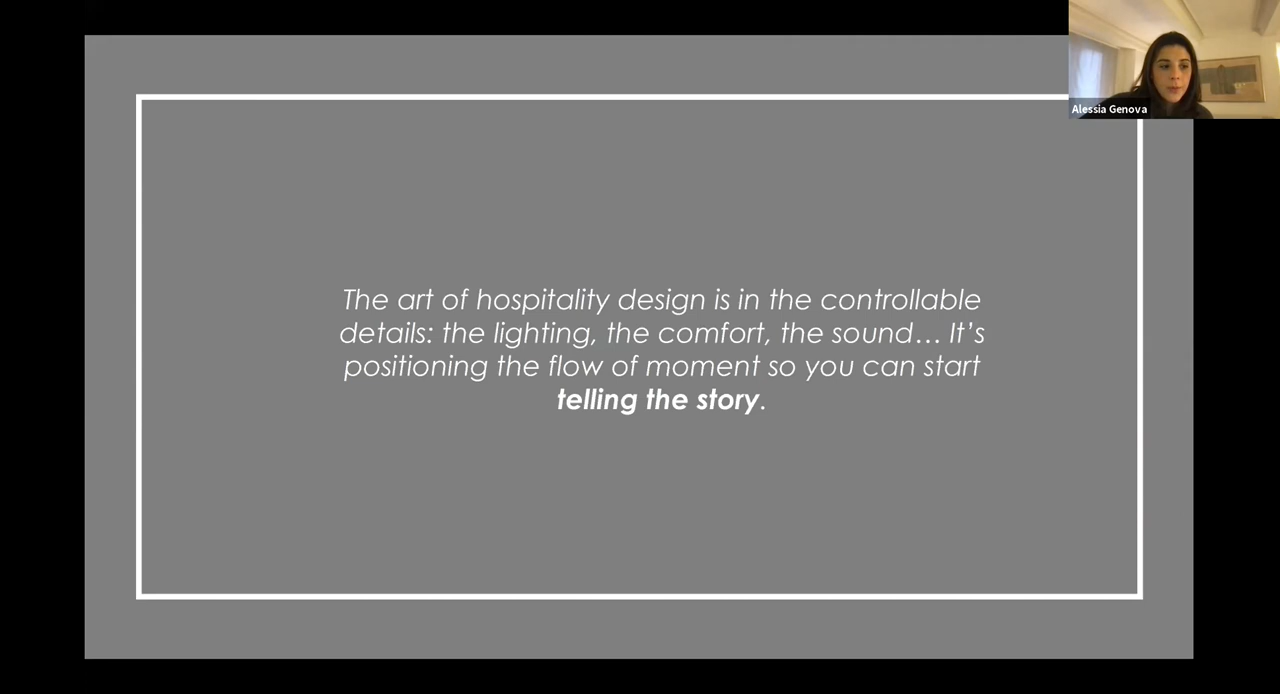 Alessia Genova
The art of hospitality design is in the controllable
details: the lighting, the comfort, the sound… It’s
positioning the flow of moment so you can start
telling the story.